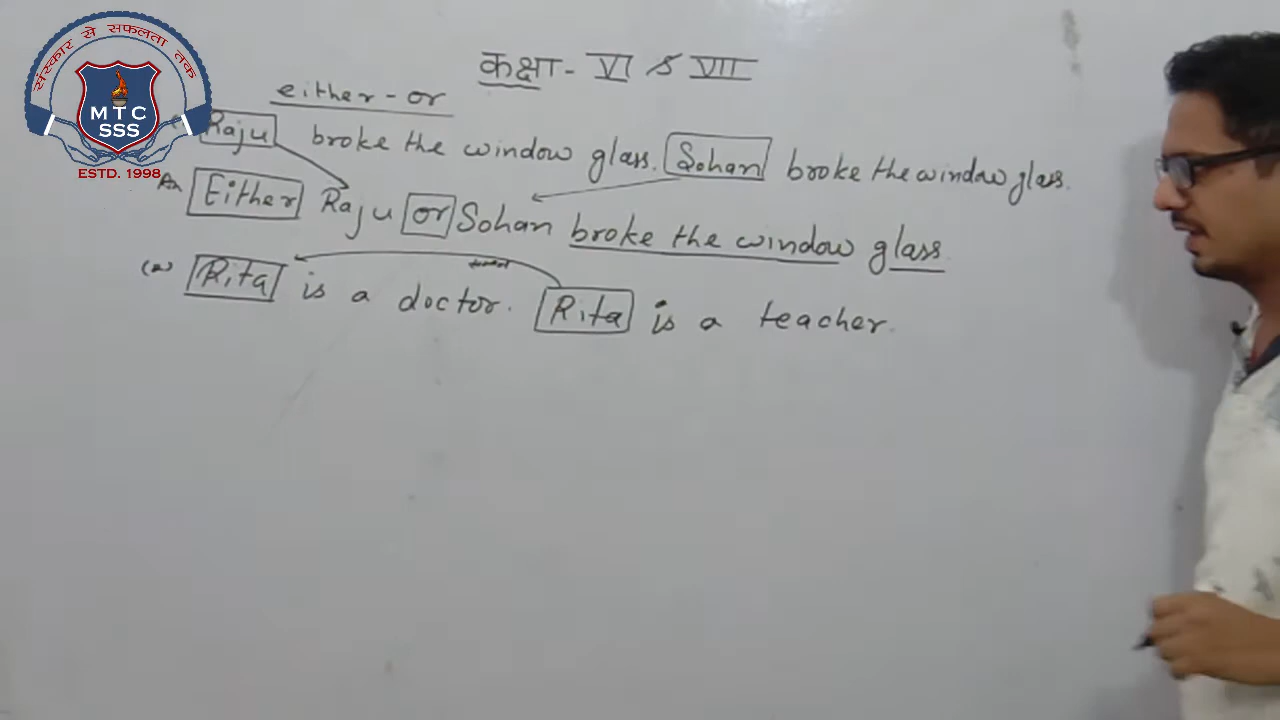 संस्कार से सफलता तक
MTC
SSS
ESTD. 1998
कक्षा - VI & VII
either - or
Raju broke the window glass. Sohan broke the window glass.
Either Raju or Sohan broke the window glass.
Rita is a doctor. Rita is a teacher.